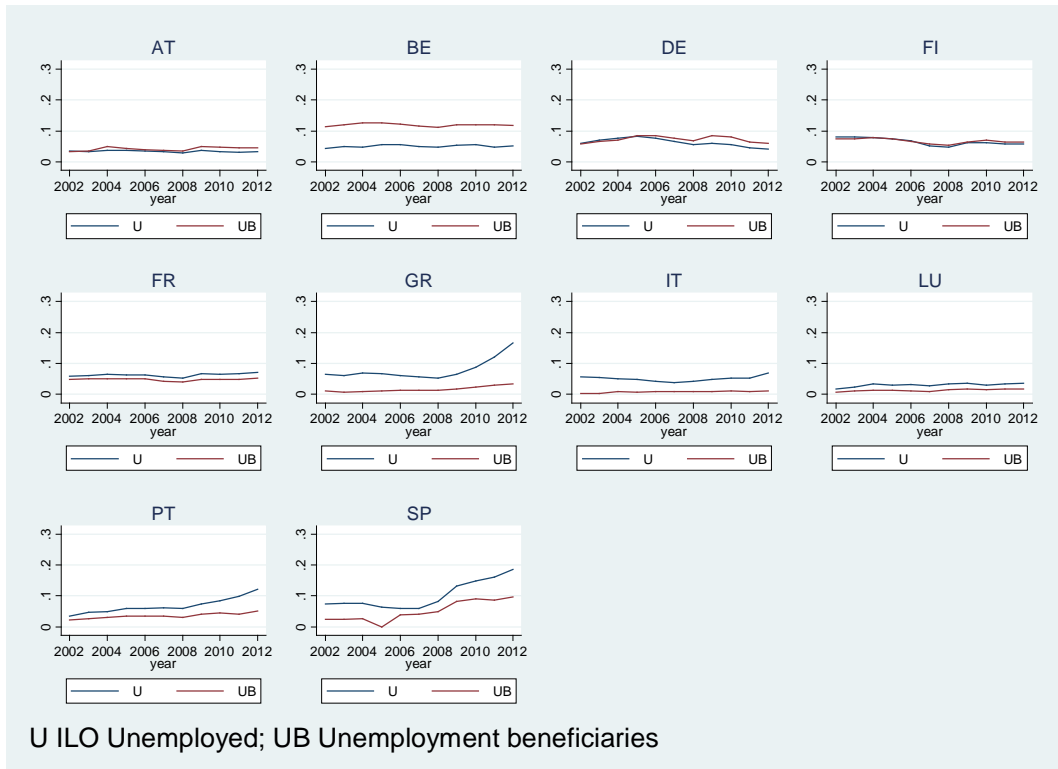 AT BE DE FI
.3 .3 .3 .3
.2 .2 .2 .2
.1 .1 .1 .1
0 0 0 0
2002 2004 2006 2008 2010 2012 2002 2004 2006 2008 2010 2012 2002 2004 2006 2008 2010 2012 2002 2004 2006 2008 2010 2012
year year year year
U UB U UB U UB U UB
FR GR IT LU
.3 .3 .3 .3
.2 .2 .2 .2
.1 .1 .1 .1
0 0 0 0
2002 2004 2006 2008 2010 2012 2002 2004 2006 2008 2010 2012 2002 2004 2006 2008 2010 2012 2002 2004 2006 2008 2010 2012
year year year year
U UB U UB U UB U UB
PT SP
.3 .3
.2 .2
.1 .1
0 0
2002 2004 2006 2008 2010 2012 2002 2004 2006 2008 2010 2012
year year
U UB U UB
U ILO Unemployed; UB Unemployment beneficiaries